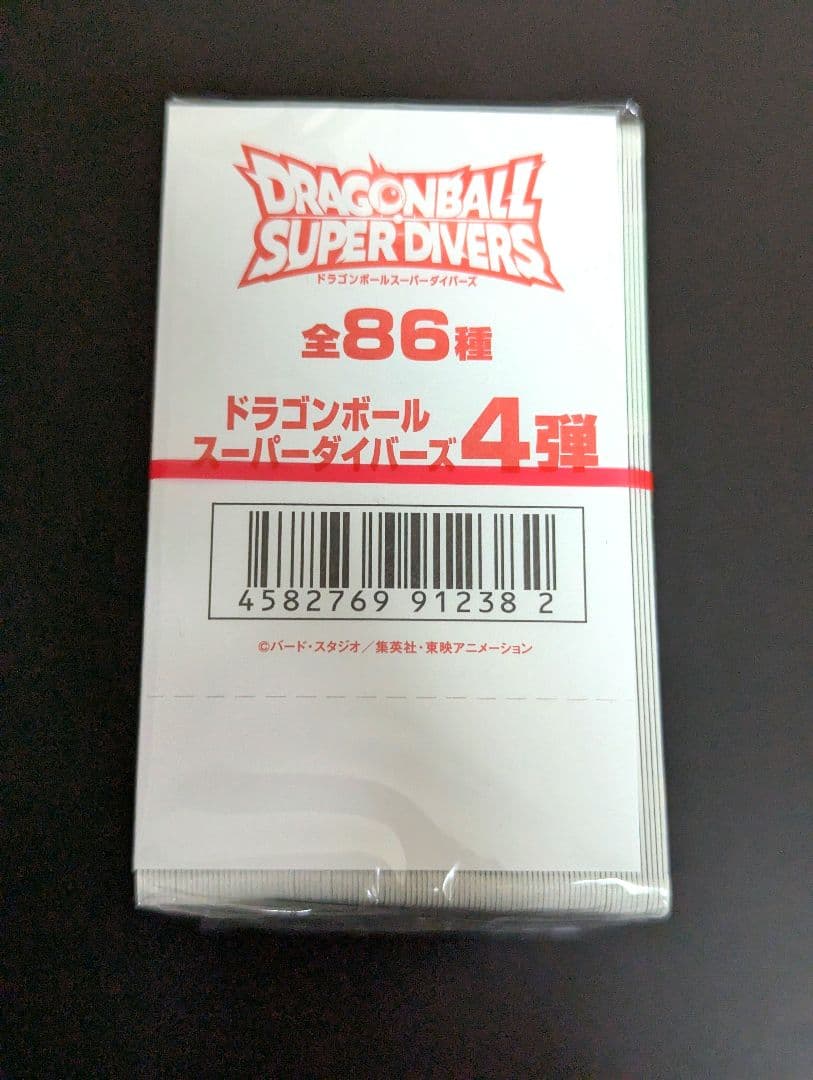 DRAGONBALL
SUPER DIVERS
ドラゴンボールスーパーダイバーズ
全86種
ドラゴンボール
スーパーダイバーズ4弾
4582769 91238 2
©バード・スタジオ／集英社・東映アニメーション